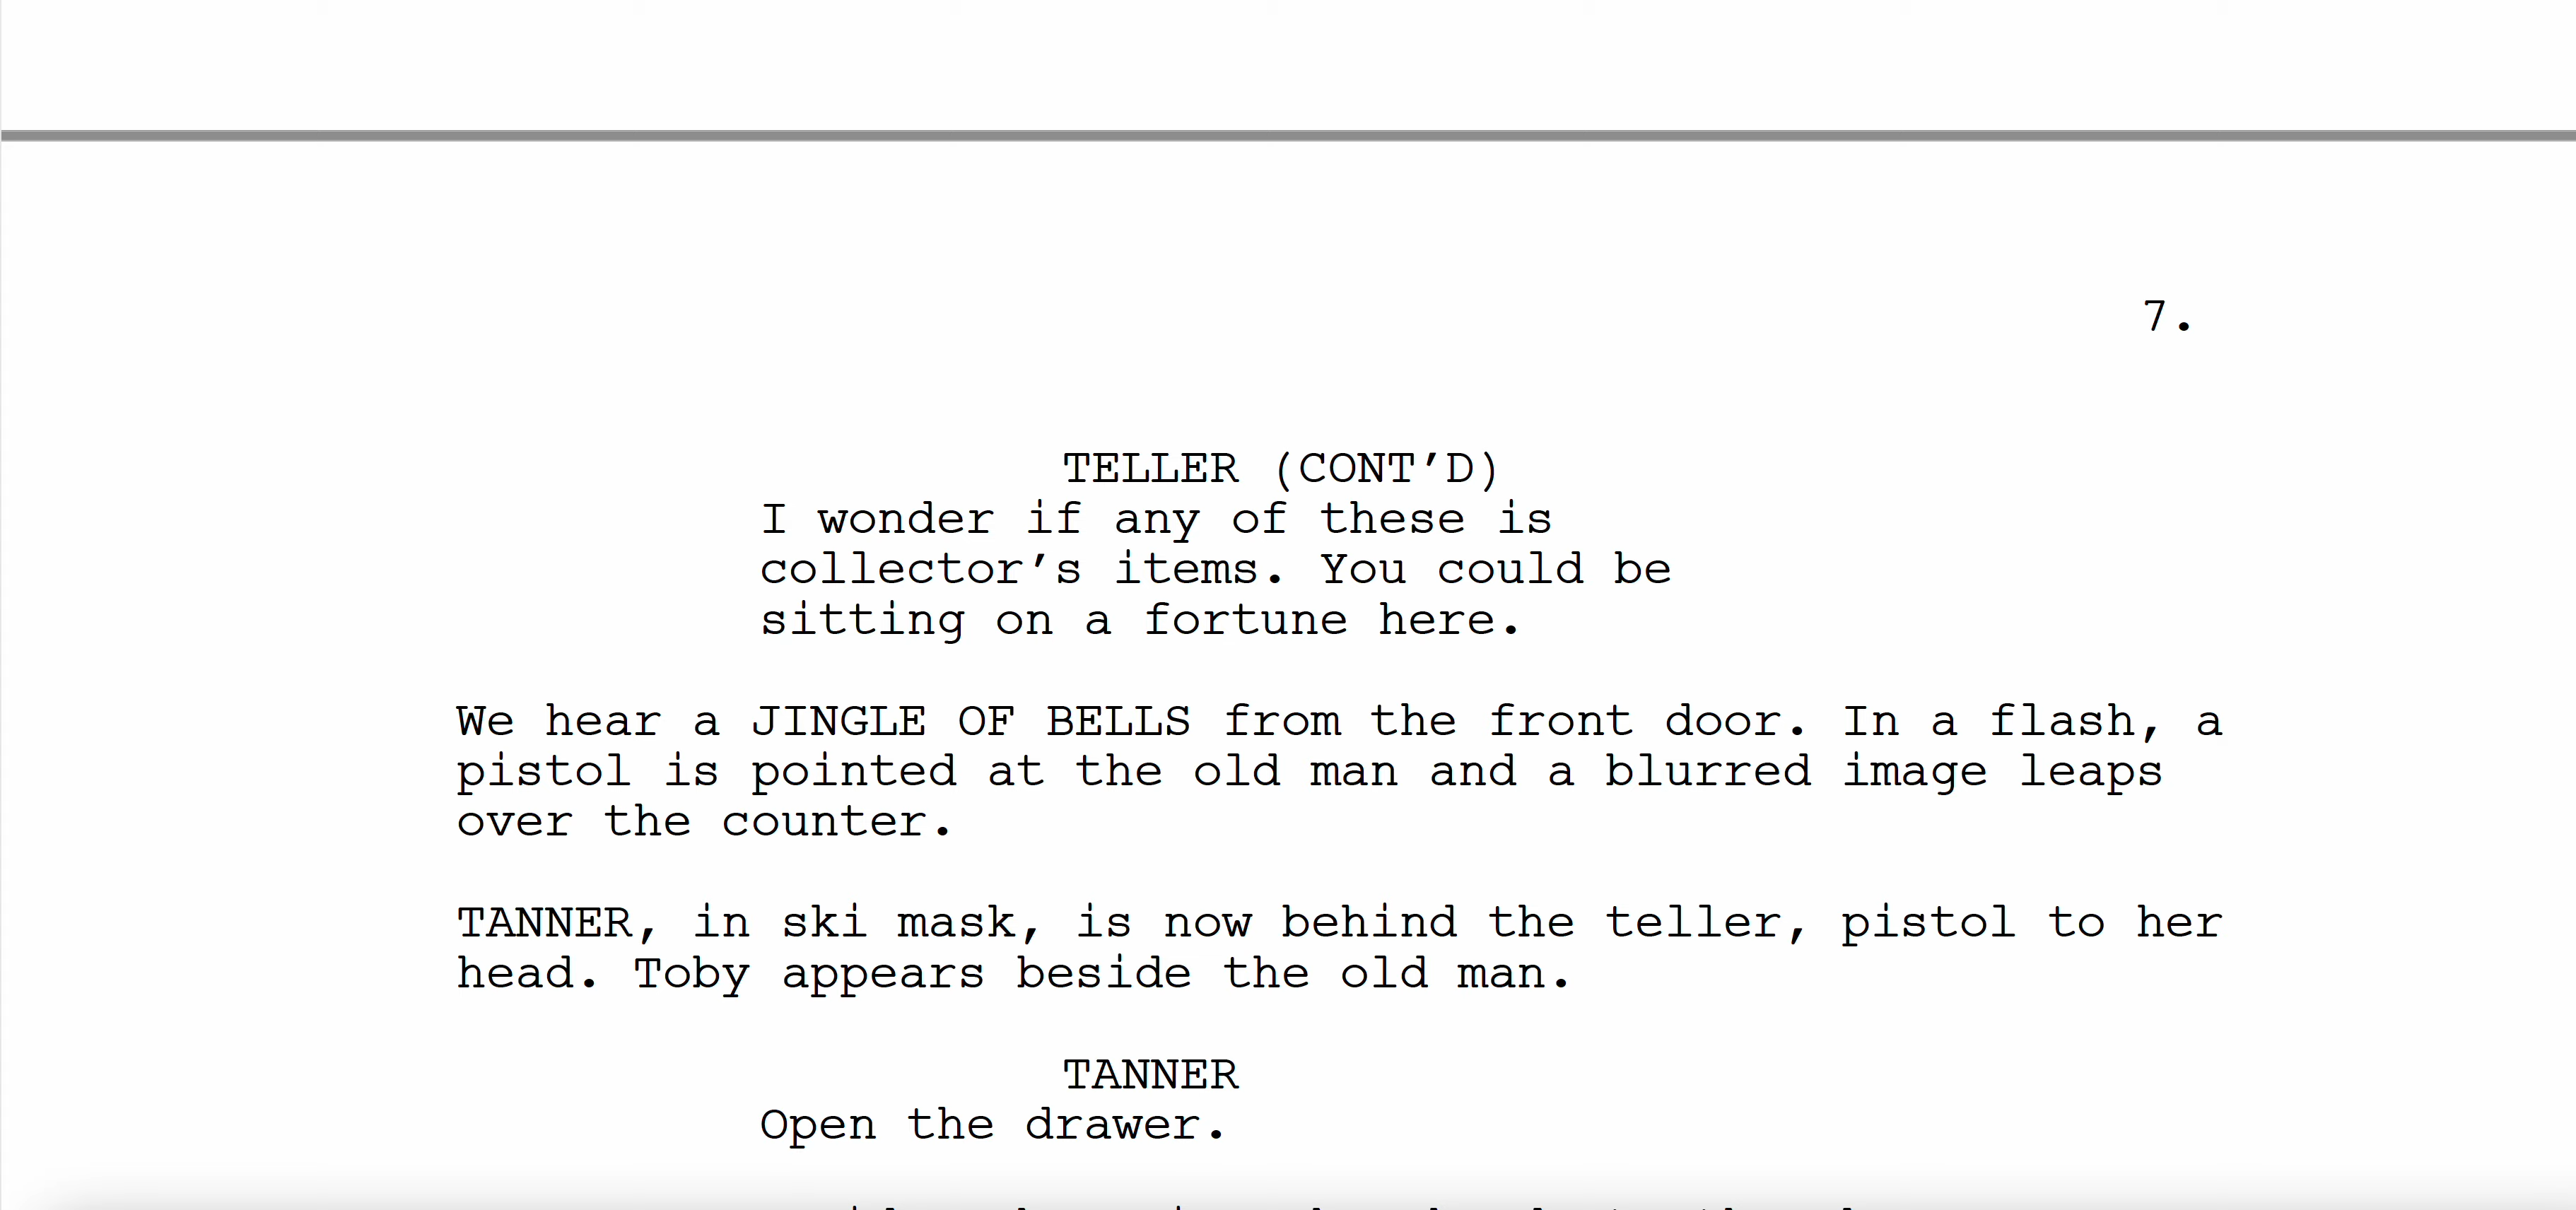 7.
TELLER (CONT'D)
I wonder if any of these is
collector's items. You could be
sitting on a fortune here.
We hear a JINGLE OF BELLS from the front door. In a flash, a
pistol is pointed at the old man and a blurred image leaps
over the counter.
TANNER, in ski mask, is now behind the teller, pistol to her
head. Toby appears beside the old man.
TANNER
Open the drawer.